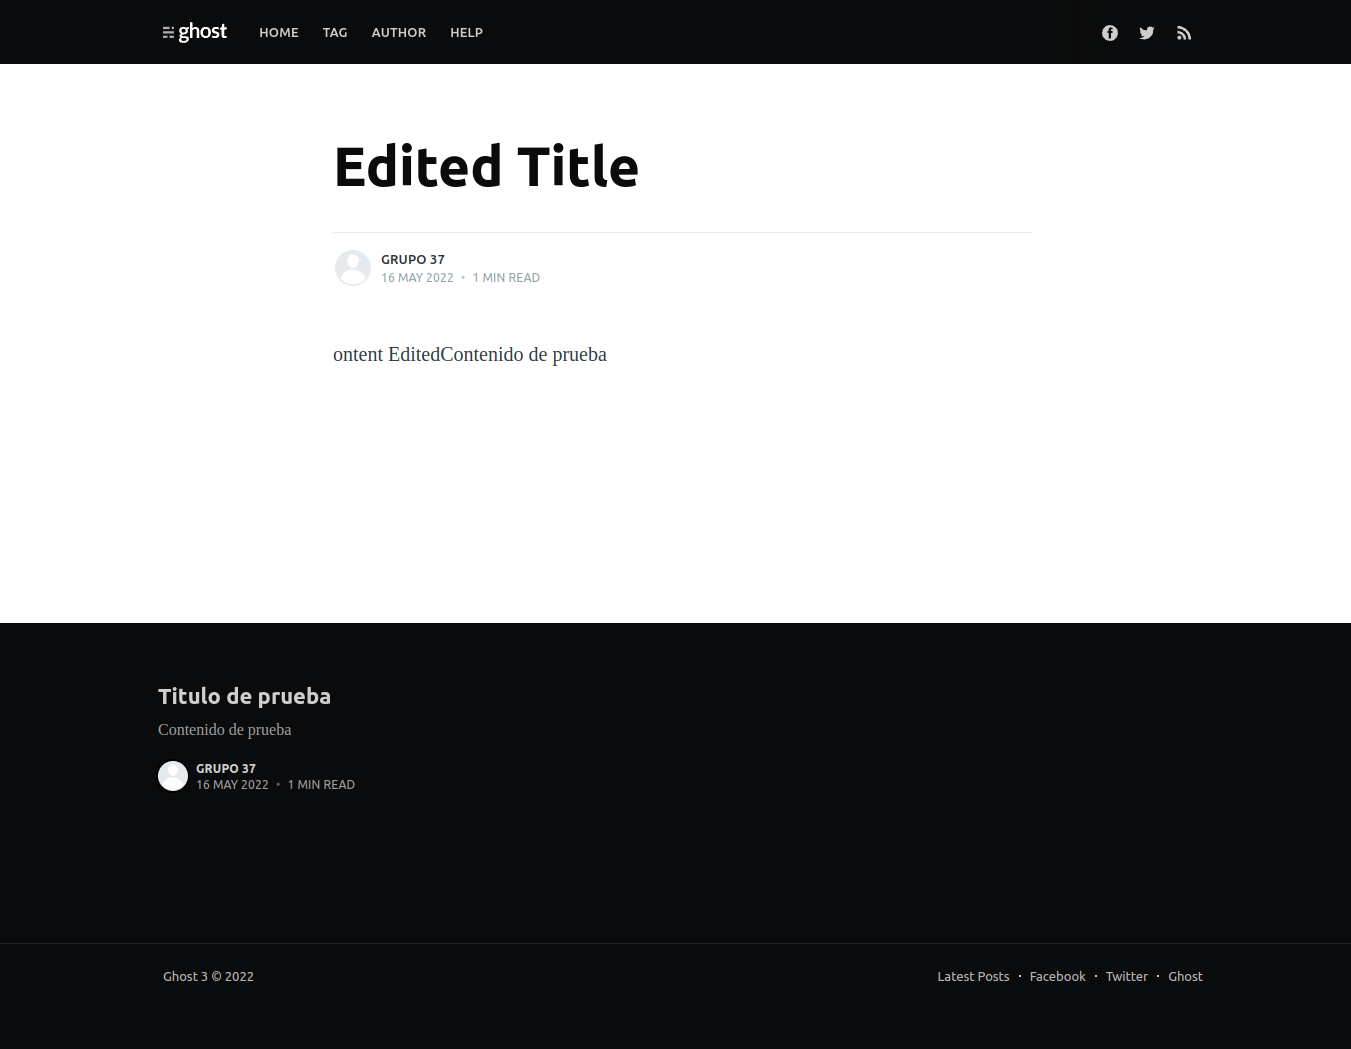 ghost HOME TAG AUTHOR HELP
Edited Title
GRUPO 37
16 MAY 2022 • 1 MIN READ
ontent EditedContenido de prueba
Titulo de prueba
Contenido de prueba
GRUPO 37
16 MAY 2022 • 1 MIN READ
Ghost 3 © 2022 Latest Posts • Facebook • Twitter • Ghost